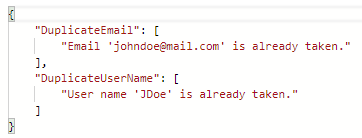 {
"DuplicateEmail": [
"Email 'johndoe@mail.com' is already taken."
],
"DuplicateUserName": [
"User name 'JDoe' is already taken."
]
}